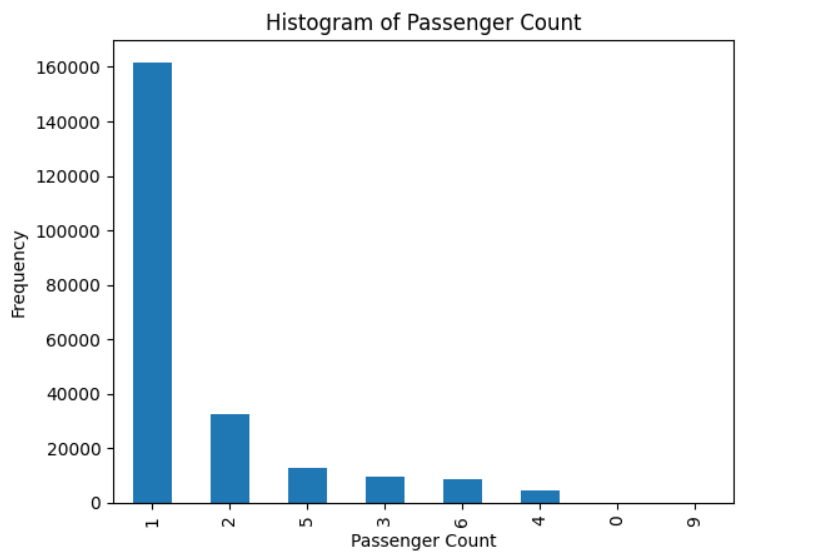 Histogram of Passenger Count
160000
140000
120000
100000
80000
60000
40000
20000
0
Frequency
1 2 5 3 6 4 0 9
Passenger Count